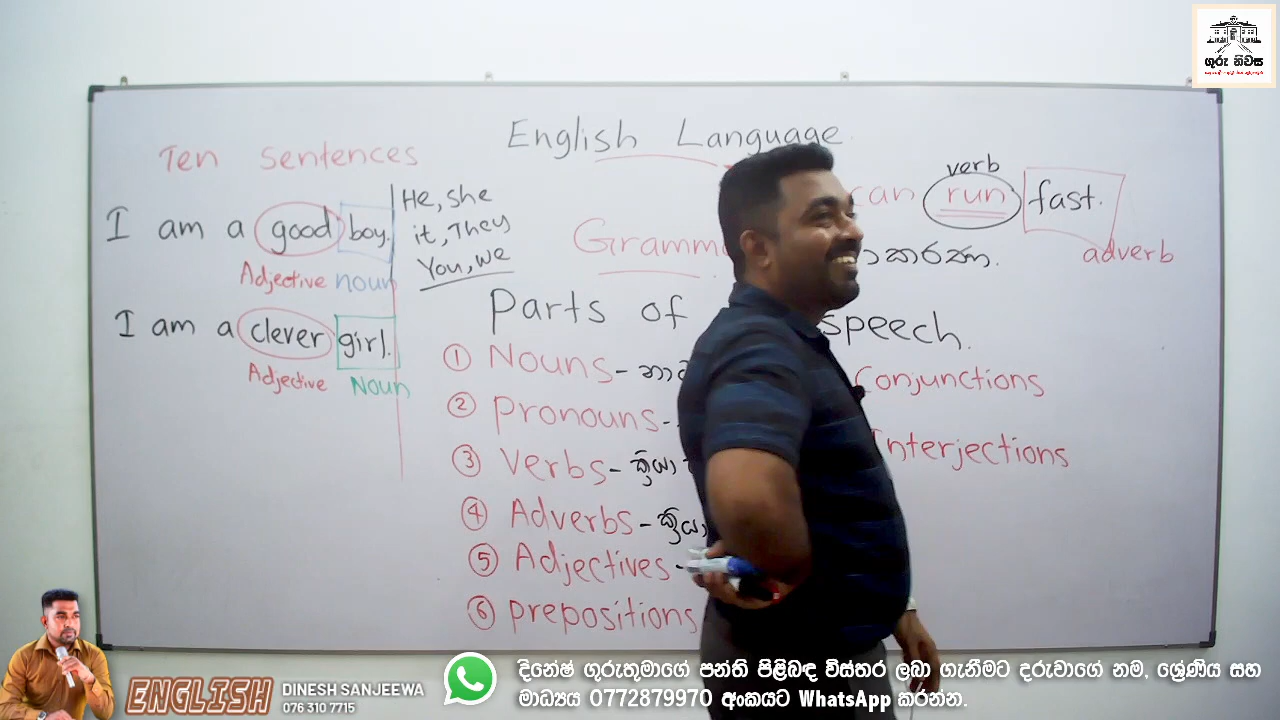 ගුරු නිවස
English Language
Ten sentences
I am a good boy.
Adjective noun
I am a clever girl.
Adjective Noun
He, she
it, They
You, we
can run fast.
verb
adverb
Parts of speech.
① Nouns -
② pronouns -
③ Verbs - ක්‍රියා
④ Adverbs - ක්‍රියා
⑤ Adjectives -
⑥ prepositions
Conjunctions
Interjections
ENGLISH
DINESH SANJEEWA
076 310 7715
දිනේෂ් ගුරුතුමාගේ පන්ති පිළිබඳ විස්තර ලබා ගැනීමට දරුවාගේ නම, ශ්‍රේණිය සහ
මාධ්‍යය 0772879970 අංකයට WhatsApp කරන්න.